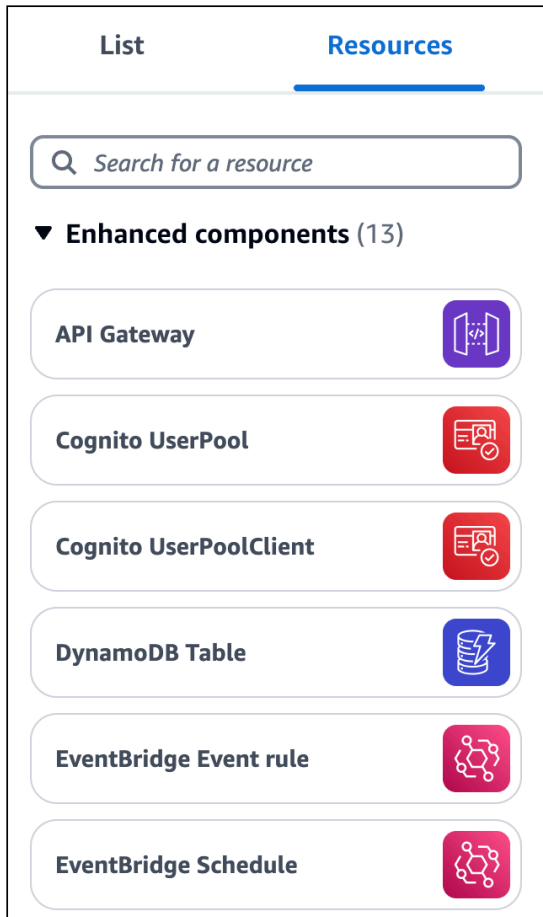 List Resources
Search for a resource
Enhanced components (13)
API Gateway
Cognito UserPool
Cognito UserPoolClient
DynamoDB Table
EventBridge Event rule
EventBridge Schedule